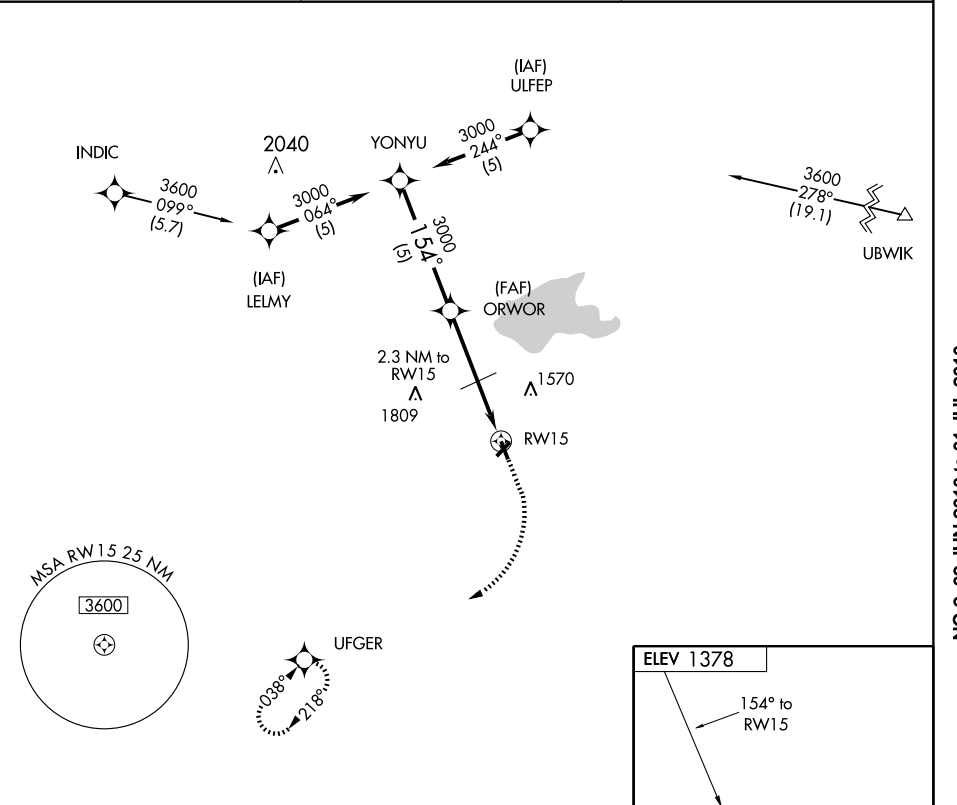 (IAF)
ULFEP
3000
244°
(5)
YONYU
2040
INDIC
3600
099°
(5.7)
3000
064°
(5)
(IAF)
LELMY
3600
278°
(19.1)
UBWIK
3000
154°
(5)
(FAF)
ORWOR
2.3 NM to
RW15
1809
1570
RW15
MSA RW15 25 NM
3600
UFGER
038°
218°
ELEV 1378
154° to
RW15